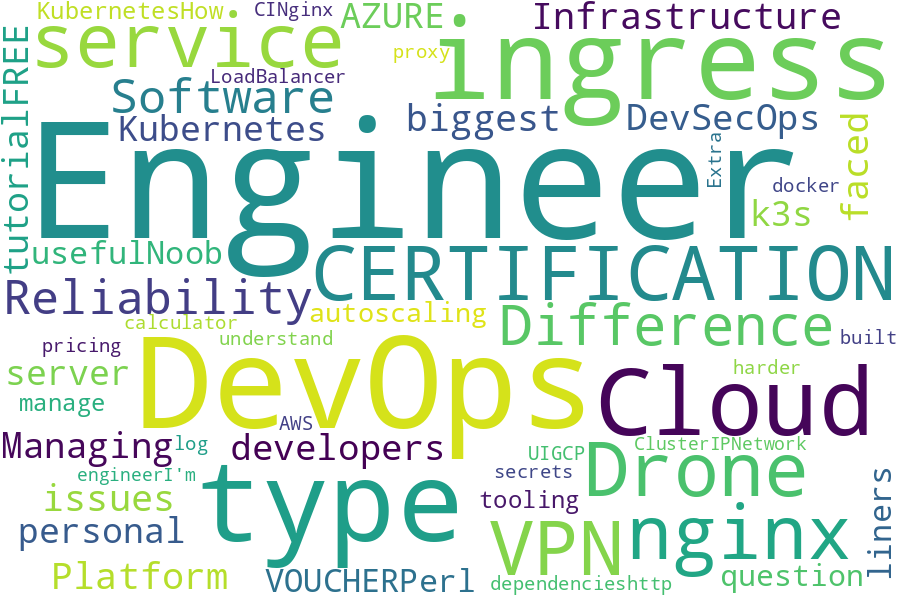 KubernetesHow
CINginx
AZURE
Infrastructure
service
proxy
ingress
tutorialFREE
LoadBalancer
Software
Kubernetes
biggest
DevSecOps
faced
Engineer
Extra
docker
k3s
usefulNoob
CERTIFICATION
Reliability
autoscaling
Difference
calculator
understand
built
pricing
DevOps
server
harder
Cloud
manage
AWS
Managing
log
developers
UIGCP
ClusterIPNetwork
Drone
engineerI'm
type
secrets
liners
issues
tooling
personal
VPN
nginx
Platform
VOUCHERPerl
dependencieshttp
question